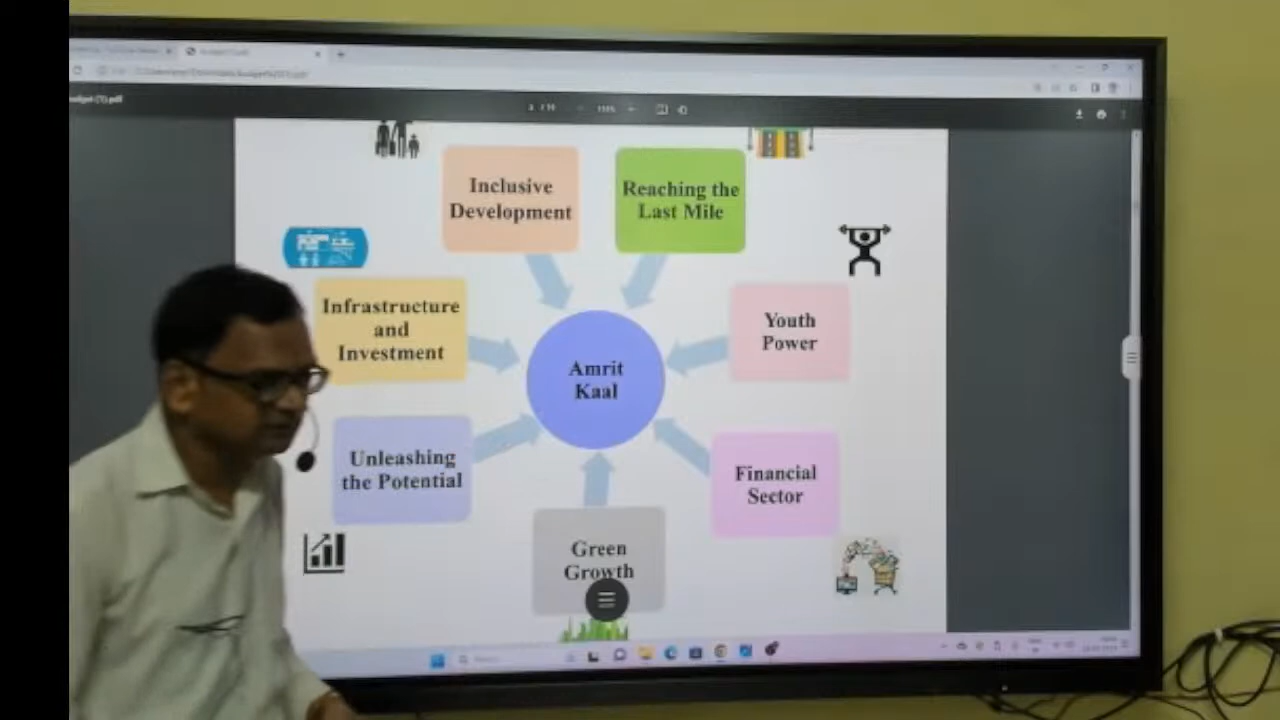 Inclusive
Development
Reaching the
Last Mile
Infrastructure
and
Investment
Youth
Power
Amrit
Kaal
Unleashing
the Potential
Financial
Sector
Green
Growth